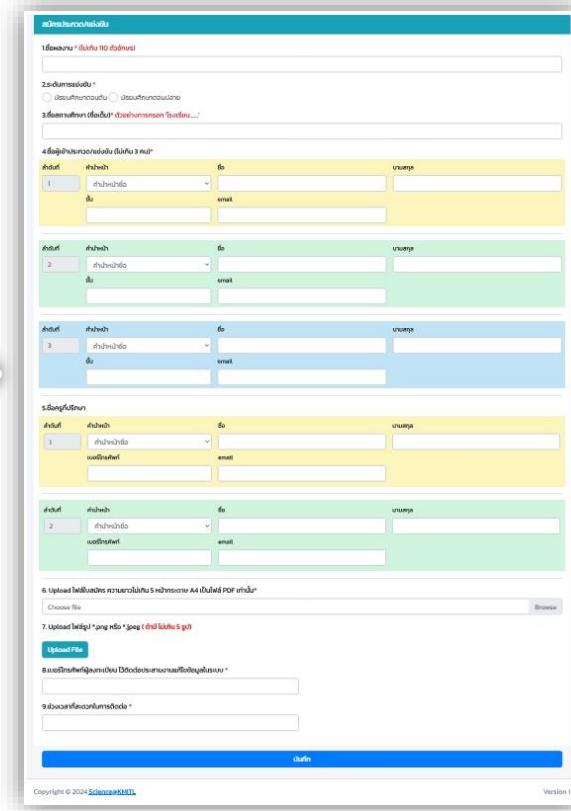 สมัครประกวด/แข่งขัน
1.ชื่อผลงาน * (ไม่เกิน 110 ตัวอักษร)
2.ระดับการแข่งขัน *
มัธยมศึกษาตอนต้น มัธยมศึกษาตอนปลาย
3.ชื่อสถานศึกษา (ชื่อเต็ม)* ตัวอย่างการกรอก 'โรงเรียน.....'
4.ชื่อผู้เข้าประกวด/แข่งขัน (ไม่เกิน 3 คน)*
ลำดับที่ คำนำหน้า ชื่อ นามสกุล
1 คำนำหน้าชื่อ
ชั้น email
ลำดับที่ คำนำหน้า ชื่อ นามสกุล
2 คำนำหน้าชื่อ
ชั้น email
ลำดับที่ คำนำหน้า ชื่อ นามสกุล
3 คำนำหน้าชื่อ
ชั้น email
5.ชื่อครูที่ปรึกษา
ลำดับที่ คำนำหน้า ชื่อ นามสกุล
1 คำนำหน้าชื่อ
เบอร์โทรศัพท์ email
ลำดับที่ คำนำหน้า ชื่อ นามสกุล
2 คำนำหน้าชื่อ
เบอร์โทรศัพท์ email
6. Upload ไฟล์ใบสมัคร ความยาวไม่เกิน 5 หน้ากระดาษ A4 เป็นไฟล์ PDF เท่านั้น*
Choose file Browse
7. Upload ไฟล์รูป *.png หรือ *.jpeg ( ถ้ามี ไม่เกิน 5 รูป)
Upload File
8.เบอร์โทรศัพท์ผู้ลงทะเบียน ไว้ติดต่อประสานงานแก้ไขข้อมูลในระบบ *
9.ช่วงเวลาที่สะดวกในการติดต่อ *
บันทึก
Copyright © 2024 Science@KMITL Version 1